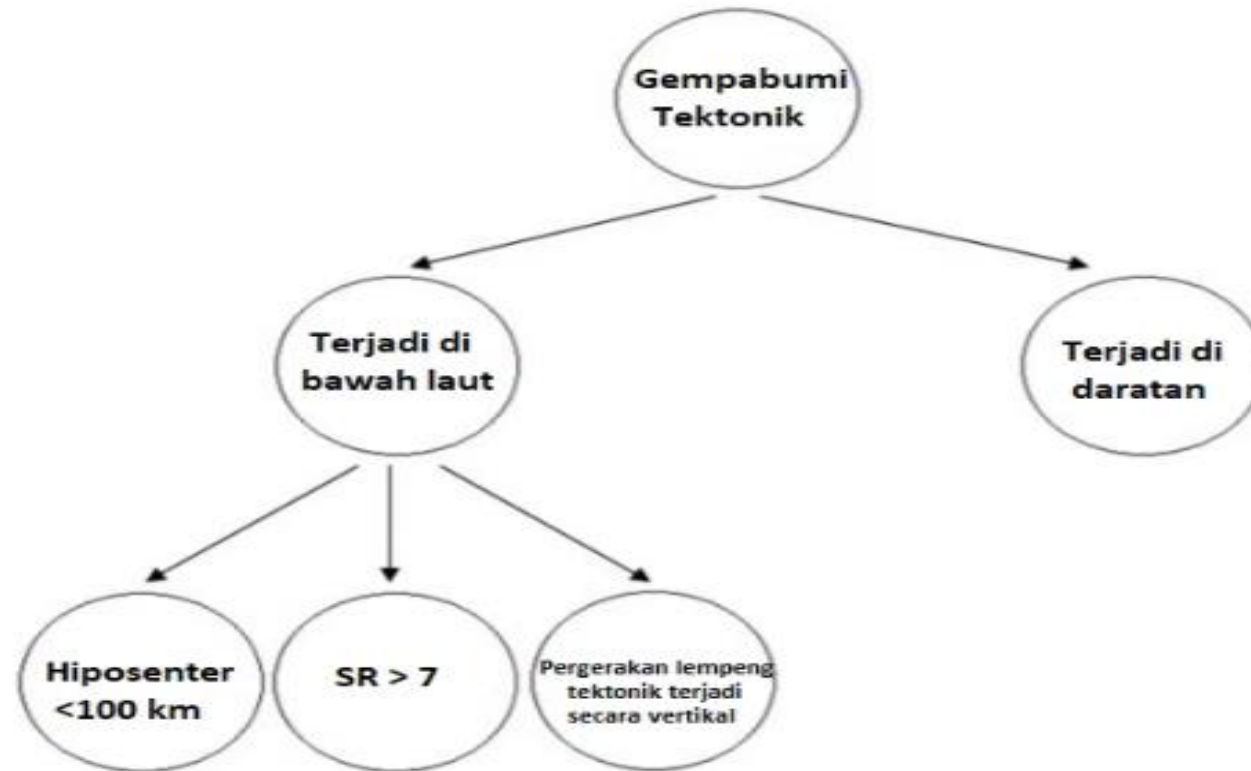 Gempabumi
Tektonik
Terjadi di
bawah laut
Terjadi di
daratan
Hiposenter
<100 km
SR > 7
Pergerakan lempeng
tektonik terjadi
secara vertikal